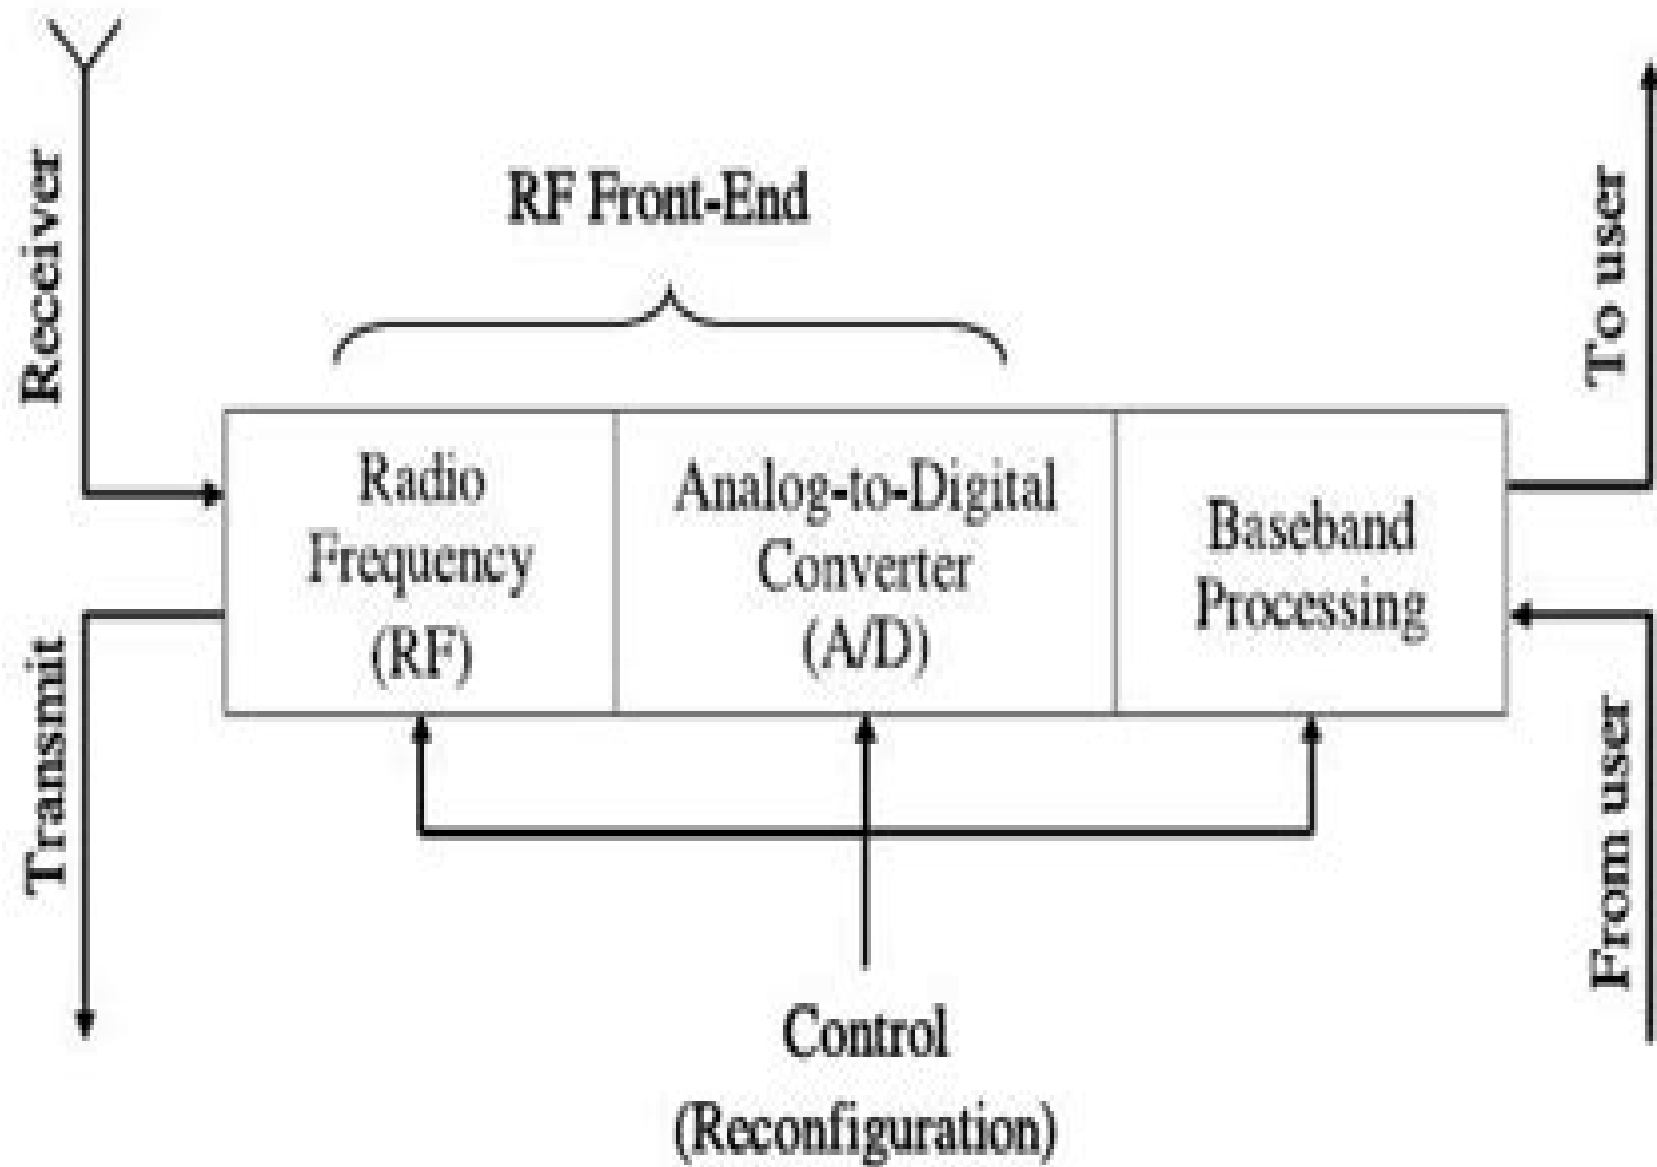 Receiver
RF Front-End
To user
Radio
Frequency
(RF)
Analog-to-Digital
Converter
(A/D)
Baseband
Processing
Transmit
From user
Control
(Reconfiguration)